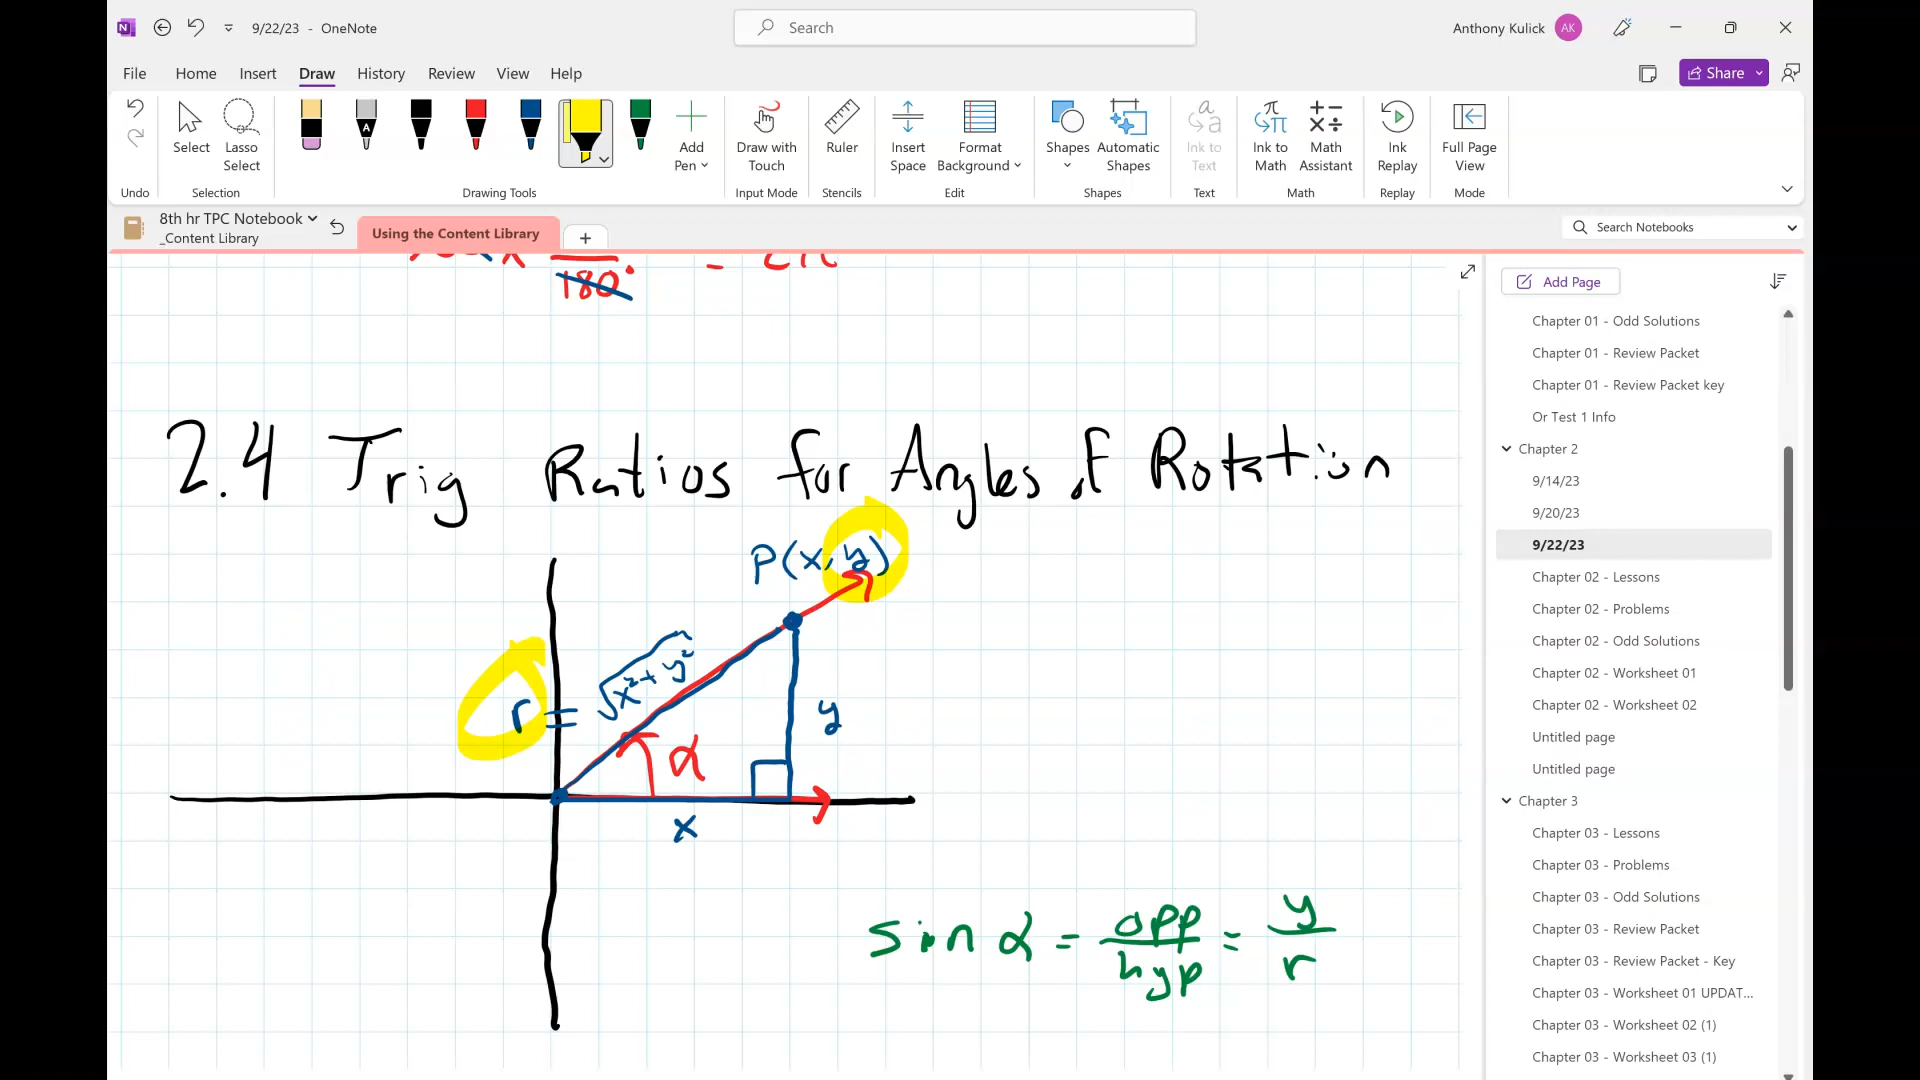 9/22/23 - OneNote
Search
Anthony Kulick
AK
File Home Insert Draw History Review View Help
Share
Undo
Select
Lasso Select
Selection
A
Drawing Tools
Add Pen
Draw with Touch
Input Mode
Ruler
Stencils
Insert Space
Format Background
Edit
Shapes
Automatic Shapes
Shapes
Ink to Text
Text
Ink to Math
Math Assistant
Math
Ink Replay
Replay
Full Page View
Mode
8th hr TPC Notebook
_Content Library
Using the Content Library
+
Search Notebooks
180°
= 2π
2.4 Trig Ratios for Angles of Rotation
P(x, y)
r = √x²+y²
α
y
x
sin α = opp/hyp = y/r
Add Page
Chapter 01 - Odd Solutions
Chapter 01 - Review Packet
Chapter 01 - Review Packet key
Or Test 1 Info
Chapter 2
9/14/23
9/20/23
9/22/23
Chapter 02 - Lessons
Chapter 02 - Problems
Chapter 02 - Odd Solutions
Chapter 02 - Worksheet 01
Chapter 02 - Worksheet 02
Untitled page
Untitled page
Chapter 3
Chapter 03 - Lessons
Chapter 03 - Problems
Chapter 03 - Odd Solutions
Chapter 03 - Review Packet
Chapter 03 - Review Packet - Key
Chapter 03 - Worksheet 01 UPDAT...
Chapter 03 - Worksheet 02 (1)
Chapter 03 - Worksheet 03 (1)